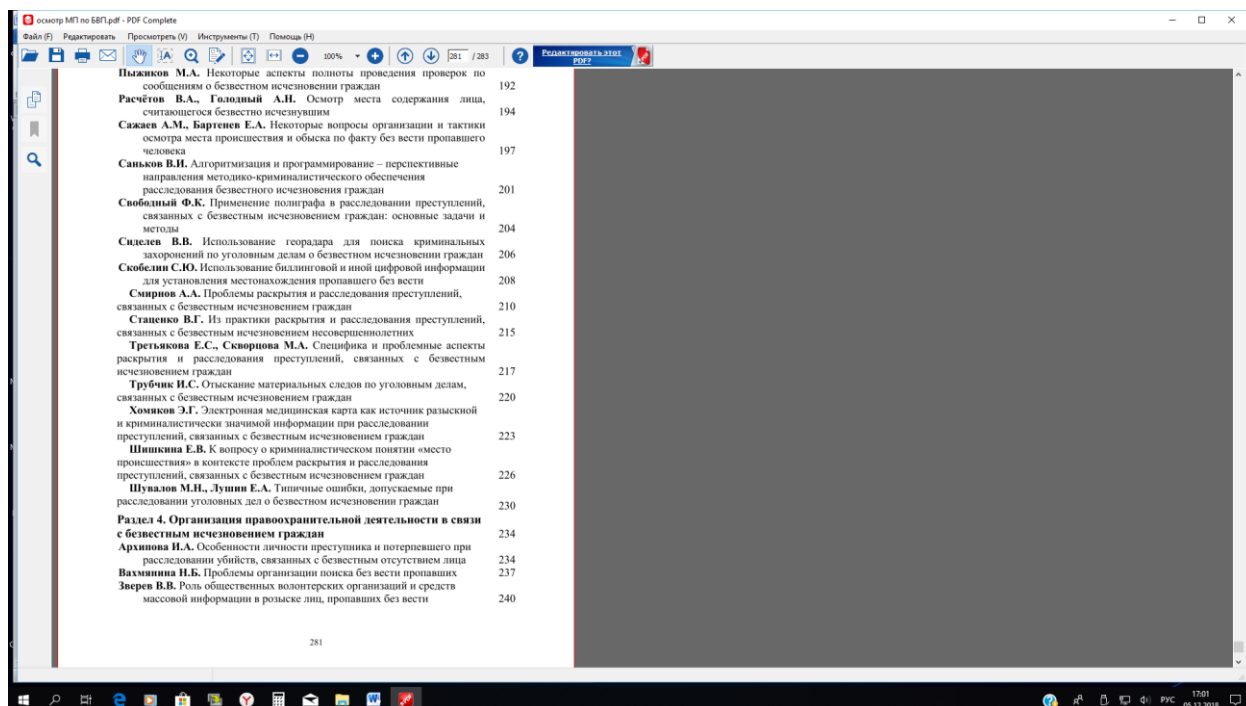 осмотр МП по БВП.pdf - PDF Complete
Файл (F) Редактировать Просмотреть (V) Инструменты (T) Помощь (H)
100% 281 / 283 Редактировать этот
PDF?
Пыжиков М.А. Некоторые аспекты полноты проведения проверок по
сообщениям о безвестном исчезновении граждан 192
Расчётов В.А., Голодный А.Н. Осмотр места содержания лица,
считающегося безвестно исчезнувшим 194
Сажаев А.М., Бартенев Е.А. Некоторые вопросы организации и тактики
осмотра места происшествия и обыска по факту без вести пропавшего
человека 197
Саньков В.И. Алгоритмизация и программирование – перспективные
направления методико-криминалистического обеспечения
расследования безвестного исчезновения граждан 201
Свободный Ф.К. Применение полиграфа в расследовании преступлений,
связанных с безвестным исчезновением граждан: основные задачи и
методы 204
Сиделев В.В. Использование георадара для поиска криминальных
захоронений по уголовным делам о безвестном исчезновении граждан 206
Скобелин С.Ю. Использование биллинговой и иной цифровой информации
для установления местонахождения пропавшего без вести 208
Смирнов А.А. Проблемы раскрытия и расследования преступлений,
связанных с безвестным исчезновением граждан 210
Стаценко В.Г. Из практики раскрытия и расследования преступлений,
связанных с безвестным исчезновением несовершеннолетних 215
Третьякова Е.С., Скворцова М.А. Специфика и проблемные аспекты
раскрытия и расследования преступлений, связанных с безвестным
исчезновением граждан 217
Трубчик И.С. Отыскание материальных следов по уголовным делам,
связанных с безвестным исчезновением граждан 220
Хомяков Э.Г. Электронная медицинская карта как источник разыскной
и криминалистически значимой информации при расследовании
преступлений, связанных с безвестным исчезновением граждан 223
Шишкина Е.В. К вопросу о криминалистическом понятии «место
происшествия» в контексте проблем раскрытия и расследования
преступлений, связанных с безвестным исчезновением граждан 226
Шувалов М.Н., Лушин Е.А. Типичные ошибки, допускаемые при
расследовании уголовных дел о безвестном исчезновении граждан 230
Раздел 4. Организация правоохранительной деятельности в связи
с безвестным исчезновением граждан 234
Архипова И.А. Особенности личности преступника и потерпевшего при
расследовании убийств, связанных с безвестным отсутствием лица 234
Вахмянина Н.Б. Проблемы организации поиска без вести пропавших 237
Зверев В.В. Роль общественных волонтерских организаций и средств
массовой информации в розыске лиц, пропавших без вести 240
281
РУС 17:01
05.12.2018